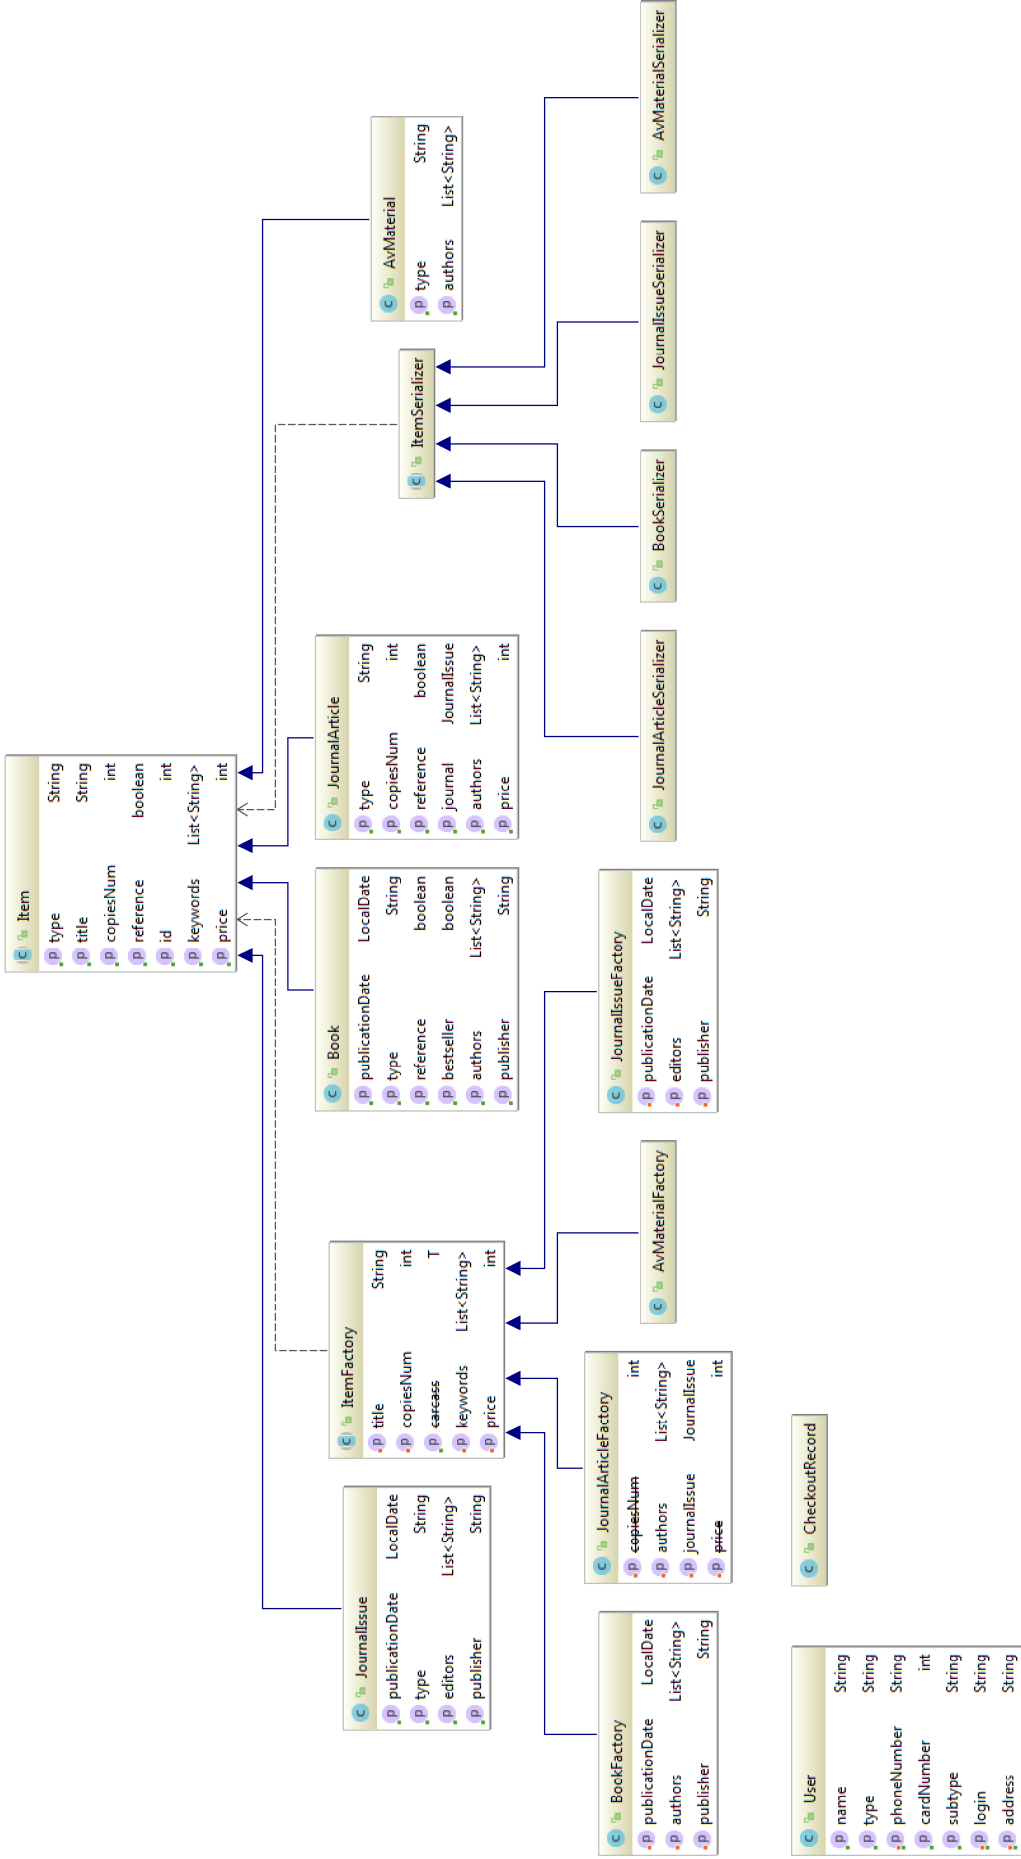 Item
type String
title String
copiesNum int
reference boolean
id int
keywords List<String>
price int
JournalIssue
publicationDate LocalDate
type String
editors List<String>
publisher String
ItemFactory
title String
copiesNum int
carcass T
keywords List<String>
price int
Book
publicationDate LocalDate
type String
reference boolean
bestseller boolean
authors List<String>
publisher String
JournalArticle
type String
copiesNum int
reference boolean
journal JournalIssue
authors List<String>
price int
ItemSerializer
AvMaterial
type String
authors List<String>
BookFactory
publicationDate LocalDate
authors List<String>
publisher String
JournalArticleFactory
copiesNum int
authors List<String>
journalIssue JournalIssue
price int
AvMaterialFactory
JournalIssueFactory
publicationDate LocalDate
editors List<String>
publisher String
JournalArticleSerializer
BookSerializer
JournalIssueSerializer
AvMaterialSerializer
User
name String
type String
phoneNumber String
cardNumber int
subtype String
login String
address String
CheckoutRecord